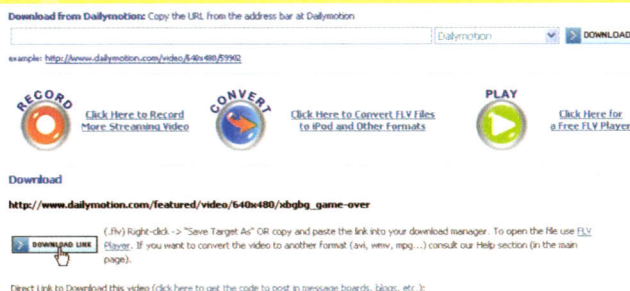 Download from Dailymotion: Copy the URL from the address bar at Dailymotion
Dailymotion
DOWNLOAD
example: http://www.dailymotion.com/video/640x480/59902
RECORD
Click Here to Record
More Streaming Video
CONVERT
Click Here to Convert FLV Files
to iPod and Other Formats
PLAY
Click Here for
a Free FLV Player
Download
http://www.dailymotion.com/featured/video/640x480/xbgbg_game-over
DOWNLOAD LINK
(.flv) Right-click -> "Save Target As" OR copy and paste the link into your download manager. To open the file use FLV
Player. If you want to convert the video to another format (avi, wmv, mpg...) consult our Help section (in the main
page).
Direct Link to Download this video (click here to get the code to post in message boards, blogs, etc.):